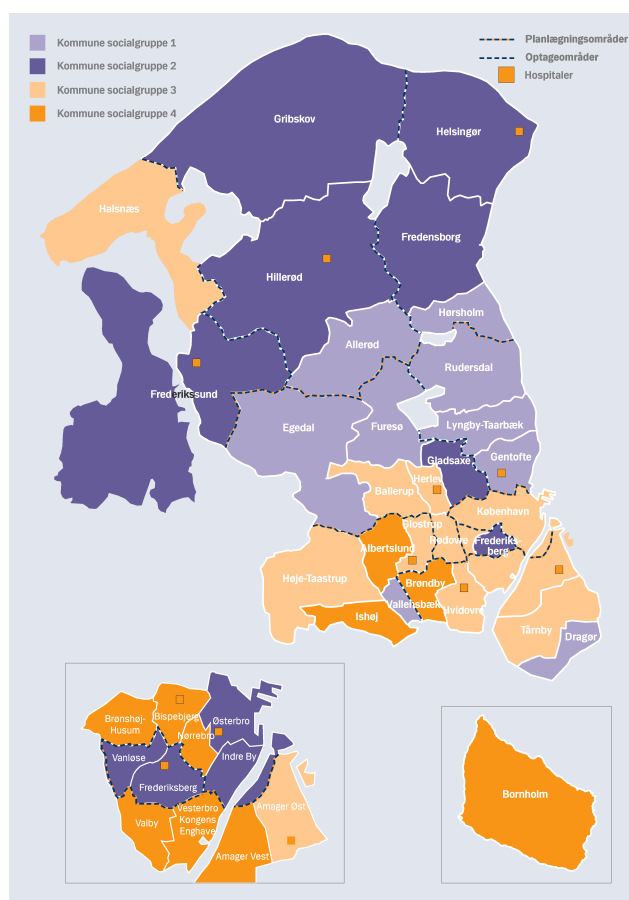 Kommune socialgruppe 1
Kommune socialgruppe 2
Kommune socialgruppe 3
Kommune socialgruppe 4
Planlægningsområder
Optageområder
Hospitaler
Gribskov
Helsingør
Halsnæs
Fredensborg
Hillerød
Hørsholm
Allerød
Rudersdal
Frederikssund
Egedal
Furesø
Lyngby-Taarbæk
Gladsaxe
Gentofte
Ballerup
Herlev
København
Glostrup
Rødowe
Frederiks-
berg
Albertslund
Høje-Taastrup
Brøndby
Vallensbæk
Hvidovre
Ishøj
Tårnby
Dragør
Brønshøj-
Husum
Bispebjerg
Østerbro
Nørrebro
Vanløse
Indre By
Frederiksberg
Amager Øst
Valby
Vesterbro
Kongens
Enghave
Amager Vest
Bornholm